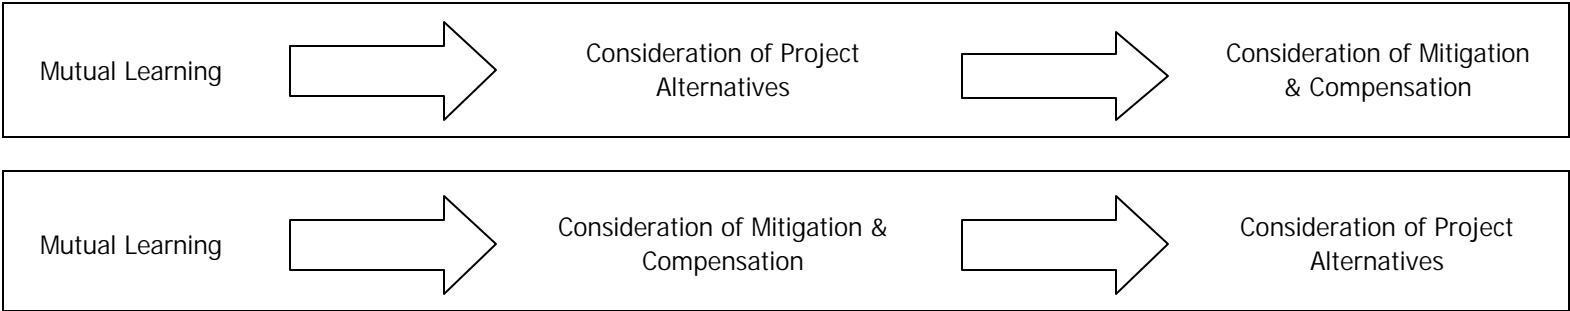 Mutual Learning
Consideration of Project
Alternatives
Consideration of Mitigation
& Compensation
Mutual Learning
Consideration of Mitigation &
Compensation
Consideration of Project
Alternatives